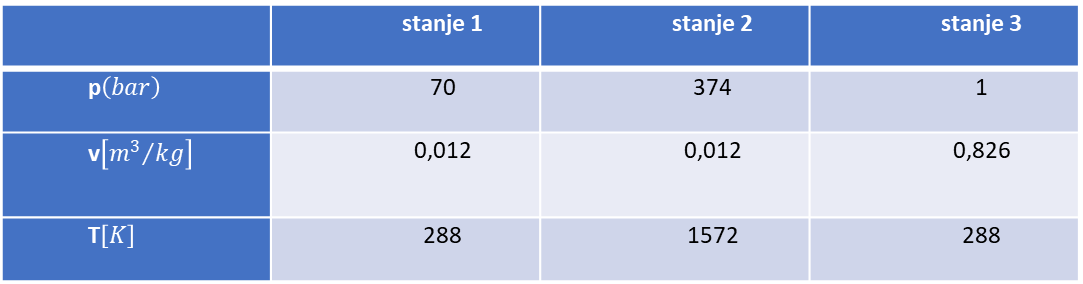 stanje 1 stanje 2 stanje 3
p(bar) 70 374 1
v[m³/kg] 0,012 0,012 0,826
T[K] 288 1572 288